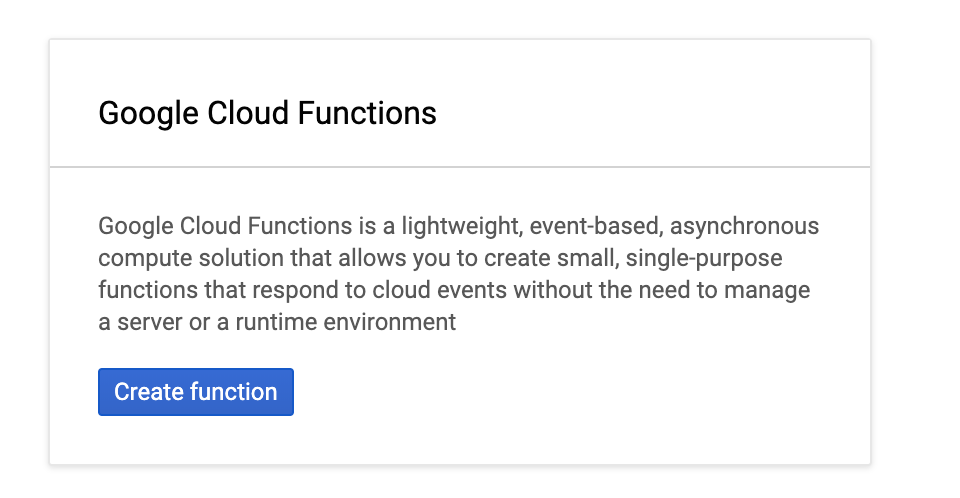 Google Cloud Functions
Google Cloud Functions is a lightweight, event-based, asynchronous
compute solution that allows you to create small, single-purpose
functions that respond to cloud events without the need to manage
a server or a runtime environment
Create function